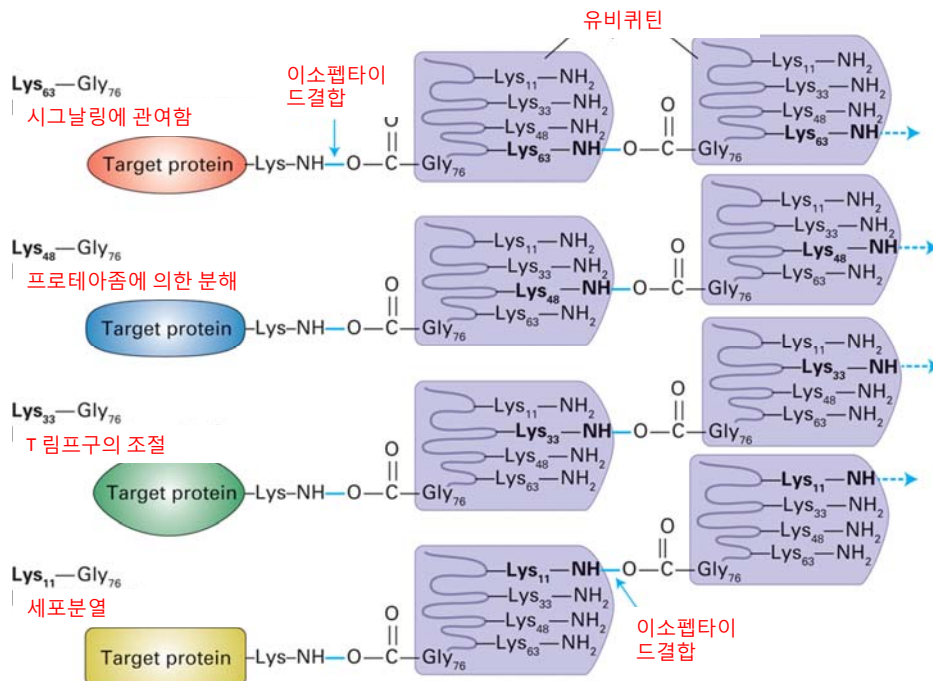 유비퀴틴
Lys63—Gly76
시그날링에 관여함
이소펩타이
드결합
Lys11—NH2
Lys33—NH2
Lys48—NH2
Lys63—NH—O—C—Gly76
O
Lys11—NH2
Lys33—NH2
Lys48—NH2
Lys63—NH
Target protein—Lys—NH—O—C—Gly76
O
Lys48—Gly76
프로테아좀에 의한 분해
Lys11—NH2
Lys33—NH2
Lys48—NH—O—C—Gly76
O
Lys63—NH2
Lys11—NH2
Lys33—NH2
Lys48—NH
Lys63—NH2
Target protein—Lys—NH—O—C—Gly76
O
Lys33—Gly76
T 림프구의 조절
Lys11—NH2
Lys33—NH—O—C—Gly76
O
Lys48—NH2
Lys63—NH2
Lys11—NH2
Lys33—NH
Lys48—NH2
Lys63—NH2
Target protein—Lys—NH—O—C—Gly76
O
Lys11—Gly76
세포분열
Lys11—NH—O—C—Gly76
O
Lys33—NH2
Lys48—NH2
Lys63—NH2
Lys11—NH
Lys33—NH2
Lys48—NH2
Lys63—NH2
이소펩타이
드결합
Target protein—Lys—NH—O—C—Gly76
O